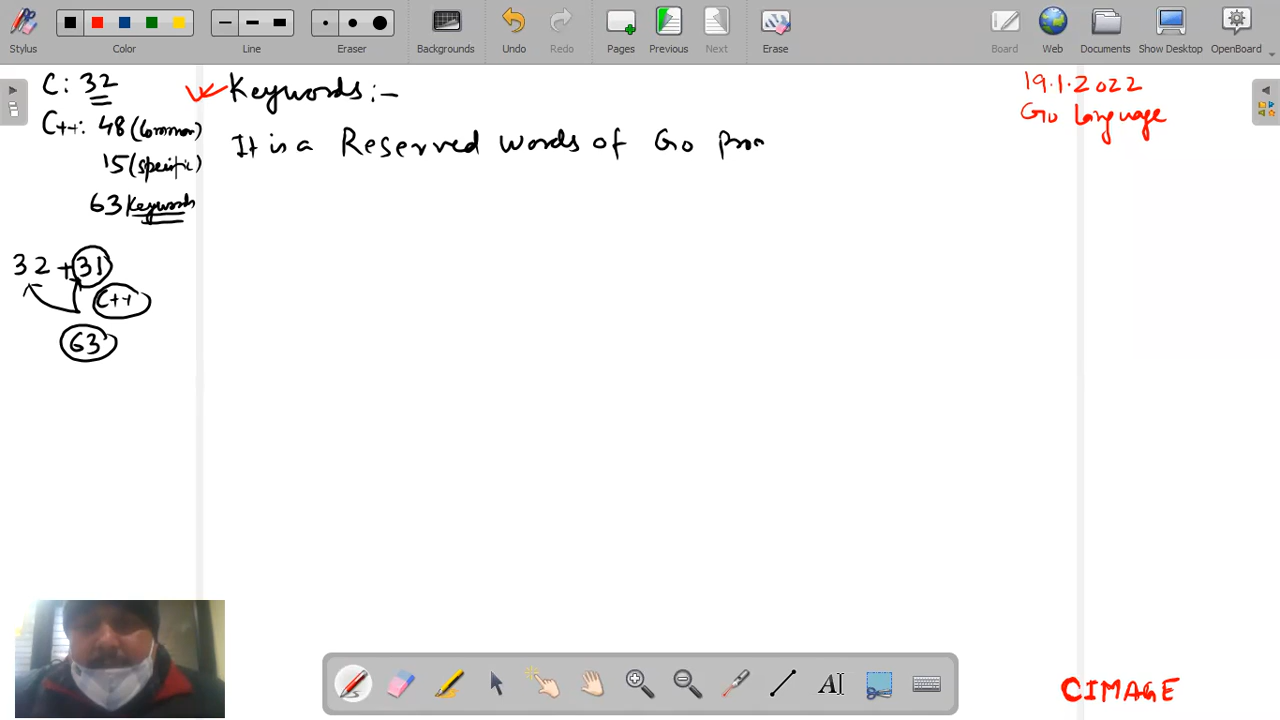 Stylus
Color
Line
Eraser
Backgrounds
Undo
Redo
Pages
Previous
Next
Erase
Board
Web
Documents
Show Desktop
OpenBoard
C: 32
C++: 48 (Common)
15 (specific)
63 Keywords
32 + 31
C++
63
Keywords:-
It is a Reserved words of Go pro
19.1.2022
Go Language
AI
CIMAGE